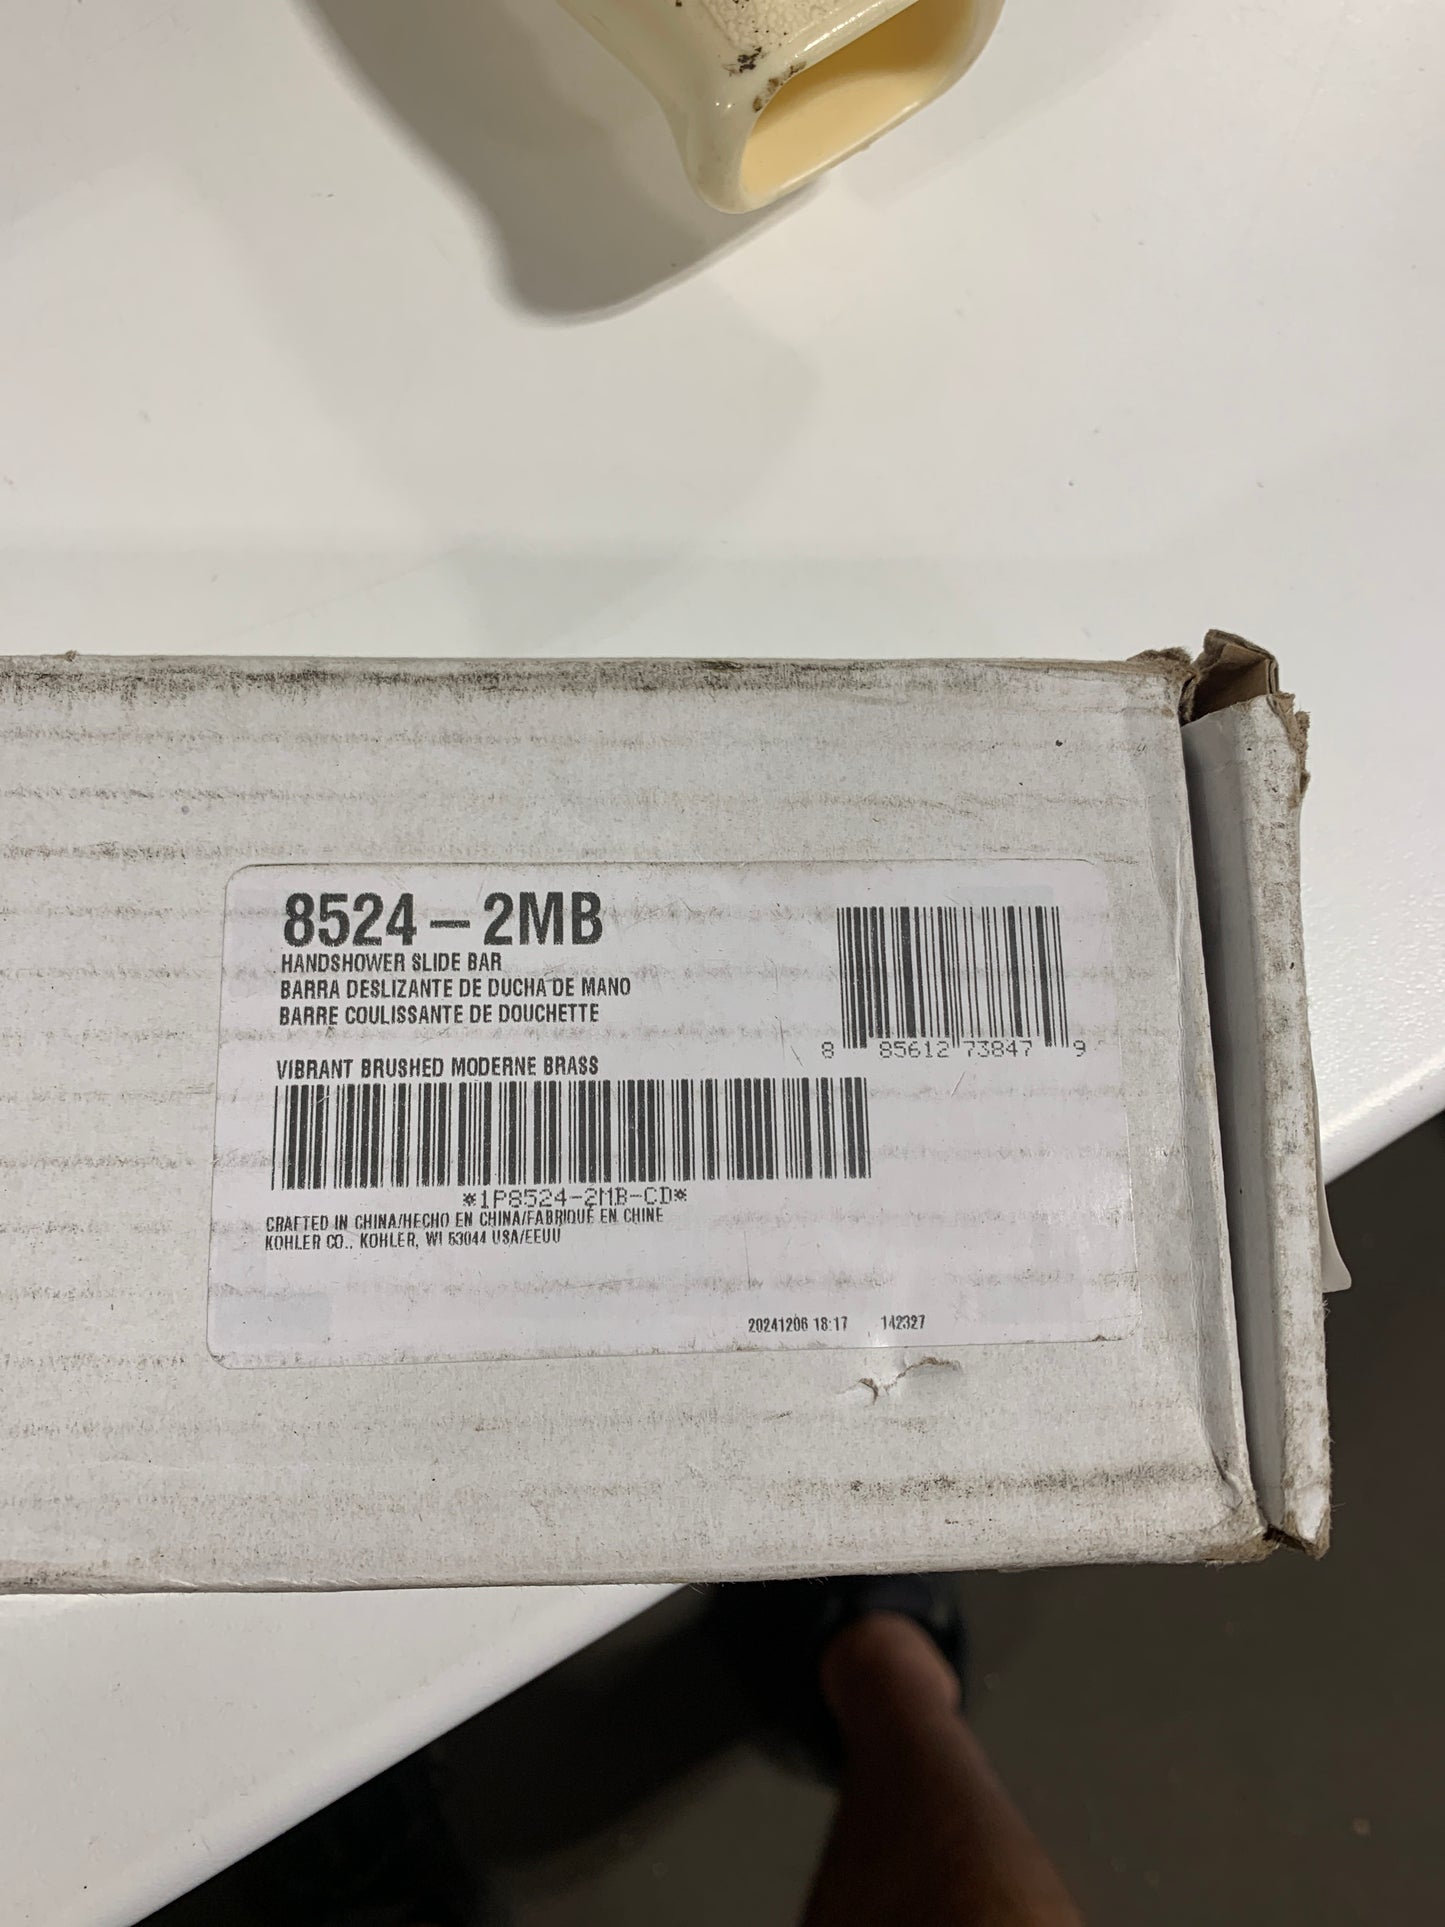 8524-2MB
HANDSHOWER SLIDE BAR
BARRA DESLIZANTE DE DUCHA DE MANO
BARRE COULISSANTE DE DOUCHETTE
VIBRANT BRUSHED MODERNE BRASS
8 85612 73847 9
*1P8524-2MB-CD*
CRAFTED IN CHINA/HECHO EN CHINA/FABRIQUÉ EN CHINE
KOHLER CO., KOHLER, WI 53044 USA/EEUU
20241206 18:17 142327